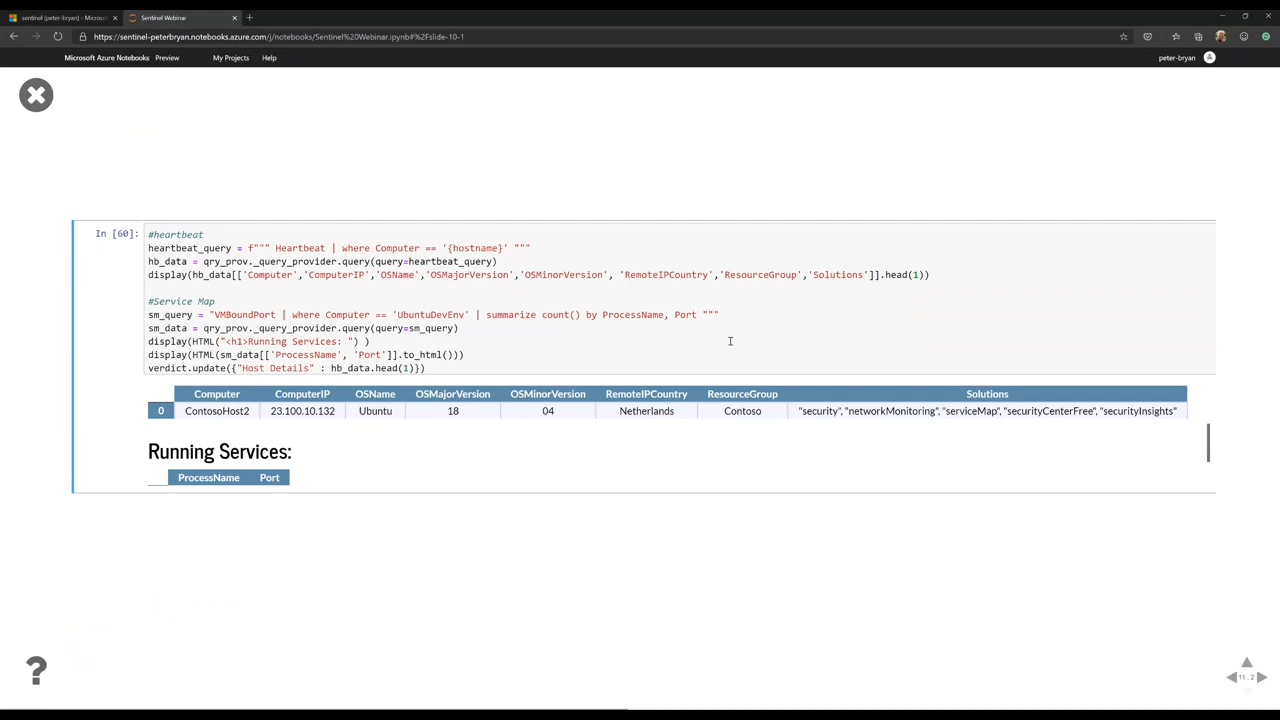 sentinel (peter-bryan) - Microso
Sentinel Webinar
https://sentinel-peterbryan.notebooks.azure.com/j/notebooks/Sentinel%20Webinar.ipynb#%2Fslide-10-1
Microsoft Azure Notebooks Preview My Projects Help peter-bryan
In [60]:
#heartbeat
heartbeat_query = f""" Heartbeat | where Computer == '{hostname}' """
hb_data = qry_prov._query_provider.query(query=heartbeat_query)
display(hb_data[['Computer','ComputerIP','OSName','OSMajorVersion','OSMinorVersion', 'RemoteIPCountry','ResourceGroup','Solutions']].head(1))
#Service Map
sm_query = "VMBoundPort | where Computer == 'UbuntuDevEnv' | summarize count() by ProcessName, Port """
sm_data = qry_prov._query_provider.query(query=sm_query)
display(HTML("<h1>Running Services: ") )
display(HTML(sm_data[['ProcessName', 'Port']].to_html()))
verdict.update({"Host Details" : hb_data.head(1)})
Computer ComputerIP OSName OSMajorVersion OSMinorVersion RemoteIPCountry ResourceGroup Solutions
0 ContosoHost2 23.100.10.132 Ubuntu 18 04 Netherlands Contoso "security", "networkMonitoring", "serviceMap", "securityCenterFree", "securityInsights"
Running Services:
ProcessName Port
?
11.2